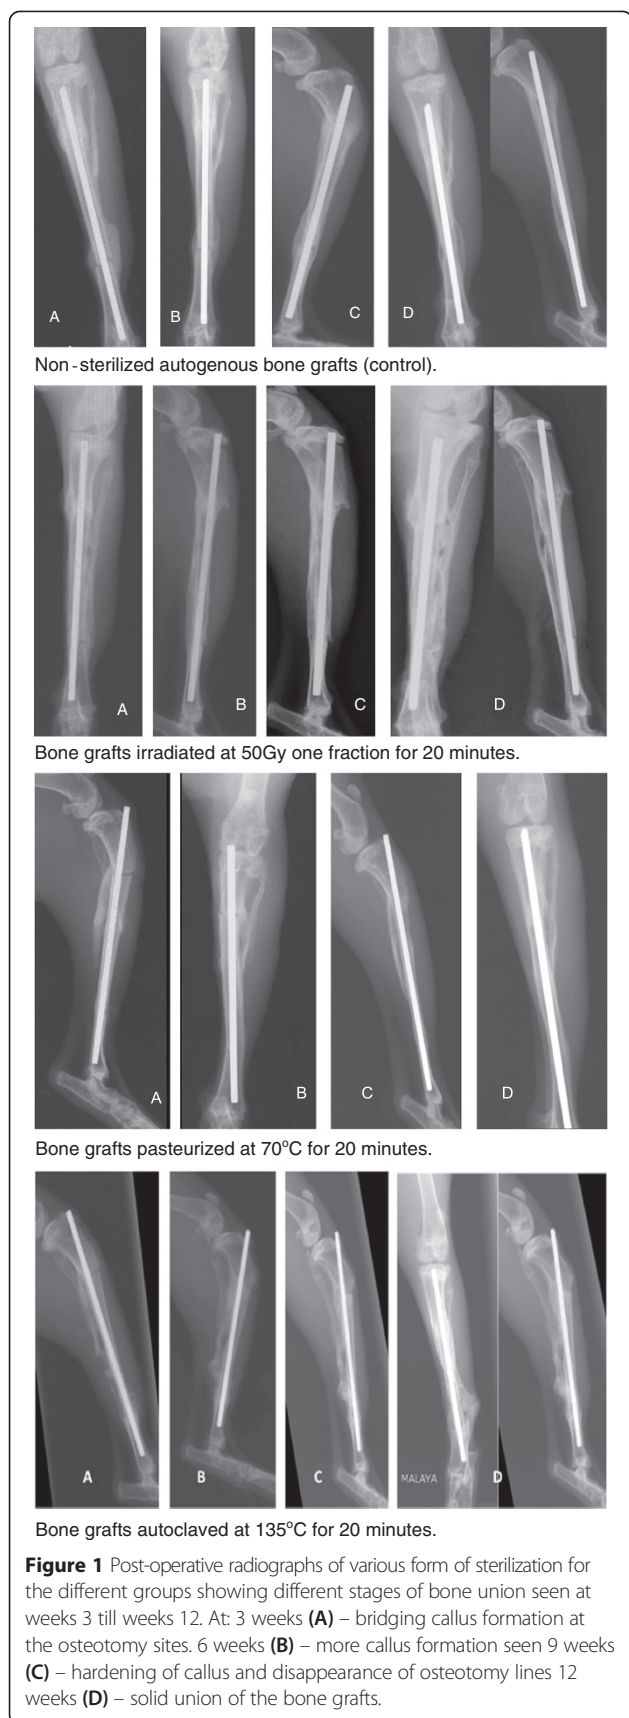 A B C D
Non-sterilized autogenous bone grafts (control).
A B C D
Bone grafts irradiated at 50Gy one fraction for 20 minutes.
A B C D
Bone grafts pasteurized at 70°C for 20 minutes.
A B C MALAYA D
Bone grafts autoclaved at 135°C for 20 minutes.
Figure 1 Post-operative radiographs of various form of sterilization for
the different groups showing different stages of bone union seen at
weeks 3 till weeks 12. At: 3 weeks (A) – bridging callus formation at
the osteotomy sites. 6 weeks (B) – more callus formation seen 9 weeks
(C) – hardening of callus and disappearance of osteotomy lines 12
weeks (D) – solid union of the bone grafts.